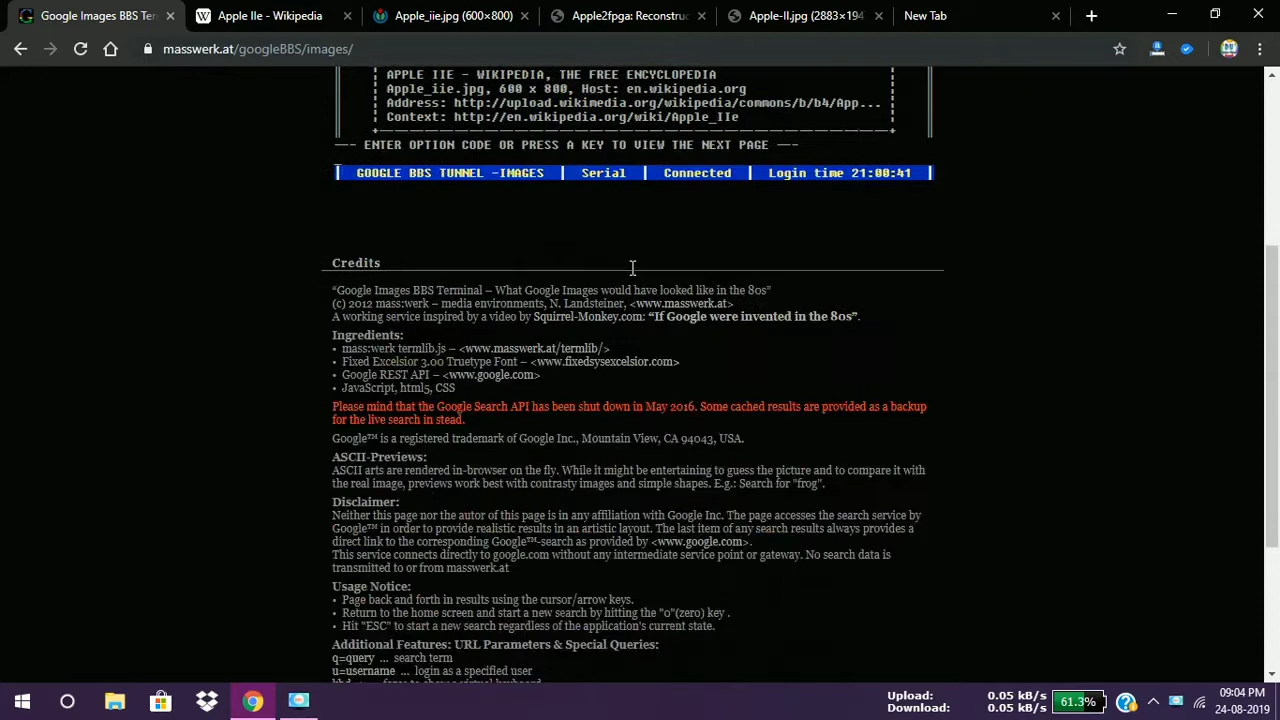 Google Images BBS Ter
Apple IIe - Wikipedia
Apple_iie.jpg (600×800)
Apple2fpga: Reconstruc
Apple-II.jpg (2883×194
New Tab
masswerk.at/googleBBS/images/
APPLE IIE - WIKIPEDIA, THE FREE ENCYCLOPEDIA
Apple_iie.jpg, 600 x 800, Host: en.wikipedia.org
Address: http://upload.wikimedia.org/wikipedia/commons/b/b4/App...
Context: http://en.wikipedia.org/wiki/Apple_IIe
—- ENTER OPTION CODE OR PRESS A KEY TO VIEW THE NEXT PAGE —-
GOOGLE BBS TUNNEL -IMAGES | Serial | Connected | Login time 21:00:41
Credits
“Google Images BBS Terminal – What Google Images would have looked like in the 80s”
(c) 2012 mass:werk – media environments, N. Landsteiner, <www.masswerk.at>
A working service inspired by a video by Squirrel-Monkey.com: “If Google were invented in the 80s”.
Ingredients:
• mass:werk termlib.js – <www.masswerk.at/termlib/>
• Fixed Excelsior 3.00 Truetype Font – <www.fixedsysexcelsior.com>
• Google REST API – <www.google.com>
• JavaScript, html5, CSS
Please mind that the Google Search API has been shut down in May 2016. Some cached results are provided as a backup
for the live search in stead.
Google™ is a registered trademark of Google Inc., Mountain View, CA 94043, USA.
ASCII-Previews:
ASCII arts are rendered in-browser on the fly. While it might be entertaining to guess the picture and to compare it with
the real image, previews work best with contrasty images and simple shapes. E.g.: Search for "frog".
Disclaimer:
Neither this page nor the autor of this page is in any affiliation with Google Inc. The page accesses the search service by
Google™ in order to provide realistic results in an artistic layout. The last item of any search results always provides a
direct link to the corresponding Google™-search as provided by <www.google.com>.
This service connects directly to google.com without any intermediate service point or gateway. No search data is
transmitted to or from masswerk.at
Usage Notice:
• Page back and forth in results using the cursor/arrow keys.
• Return to the home screen and start a new search by hitting the "0"(zero) key .
• Hit "ESC" to start a new search regardless of the application's current state.
Additional Features: URL Parameters & Special Queries:
q=query ... search term
u=username ... login as a specified user
Upload: 0.05 kB/s
Download: 0.05 kB/s
61.3%
09:04 PM
24-08-2019